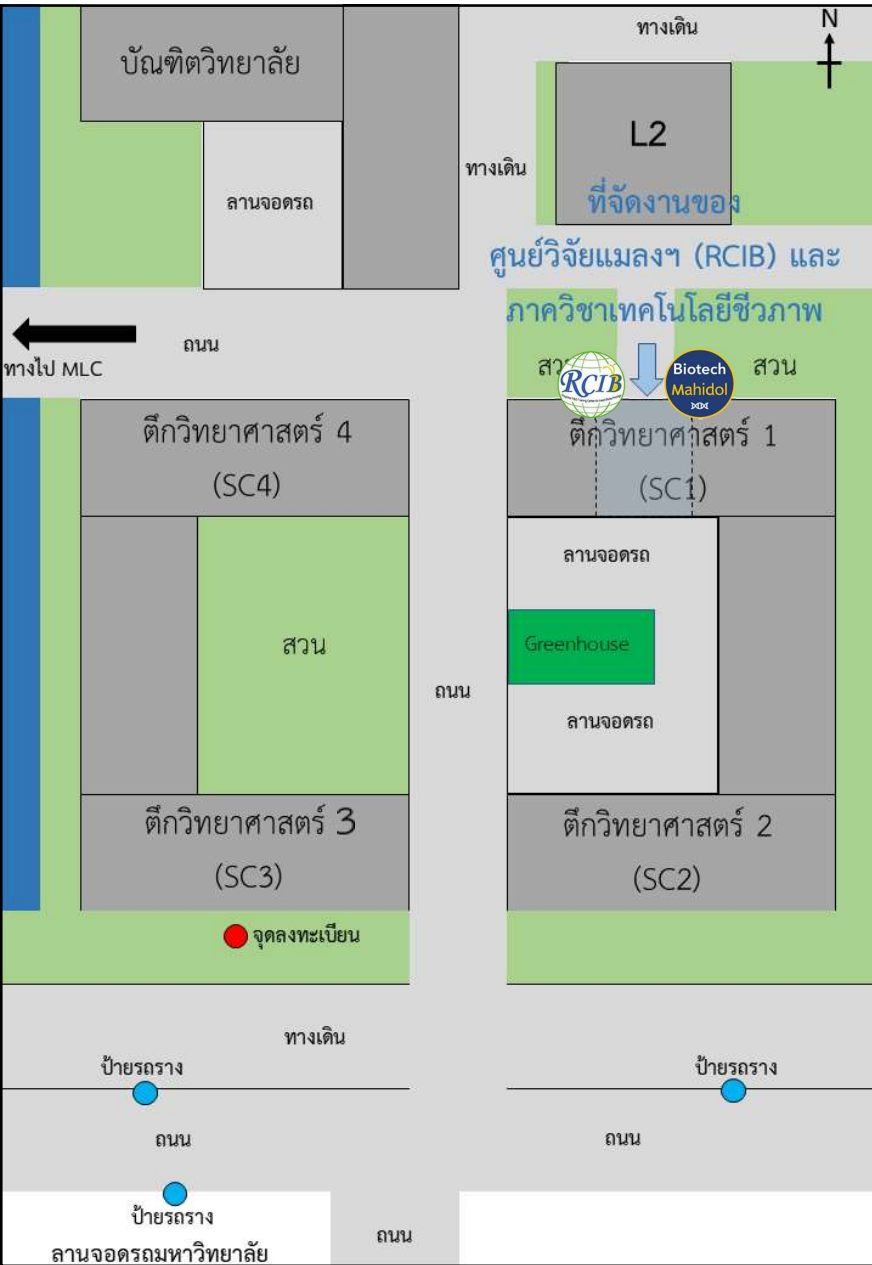 ทางเดิน
N
บัณฑิตวิทยาลัย
L2
ทางเดิน
ลานจอดรถ
ที่จัดงานของ
ศูนย์วิจัยแมลงฯ (RCIB) และ
ภาควิชาเทคโนโลยีชีวภาพ
ถนน
ทางไป MLC
สวน
RCIB
Biotech
Mahidol
สวน
ตึกวิทยาศาสตร์ 4
(SC4)
ตึกวิทยาศาสตร์ 1
(SC1)
ลานจอดรถ
สวน
Greenhouse
ถนน
ลานจอดรถ
ตึกวิทยาศาสตร์ 3
(SC3)
ตึกวิทยาศาสตร์ 2
(SC2)
จุดลงทะเบียน
ทางเดิน
ป้ายรถราง
ป้ายรถราง
ถนน
ถนน
ป้ายรถราง
ลานจอดรถมหาวิทยาลัย
ถนน